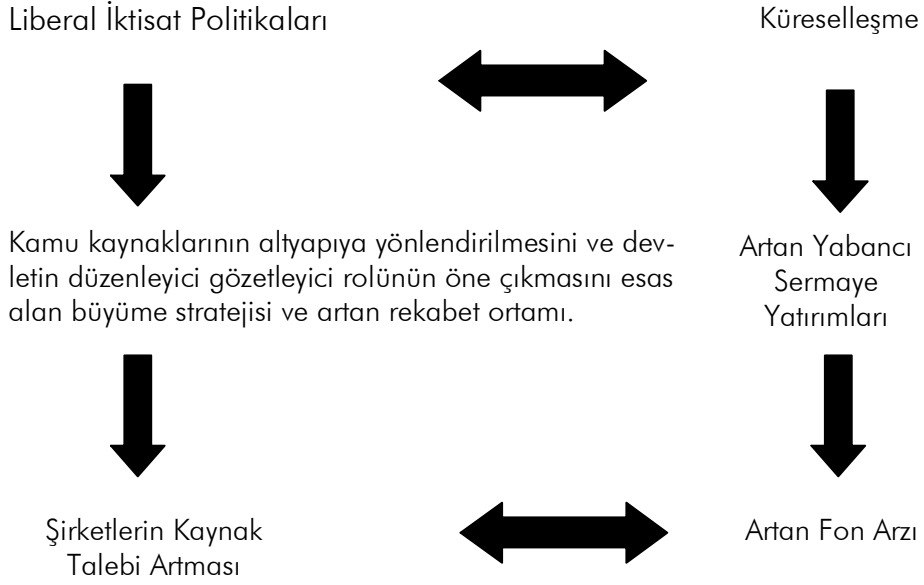 Liberal İktisat Politikaları
Küreselleşme
Kamu kaynaklarının altyapıya yönlendirilmesini ve dev-
letin düzenleyici gözetleyici rolünün öne çıkmasını esas
alan büyüme stratejisi ve artan rekabet ortamı.
Artan Yabancı
Sermaye
Yatırımları
Şirketlerin Kaynak
Talebi Artması
Artan Fon Arzı